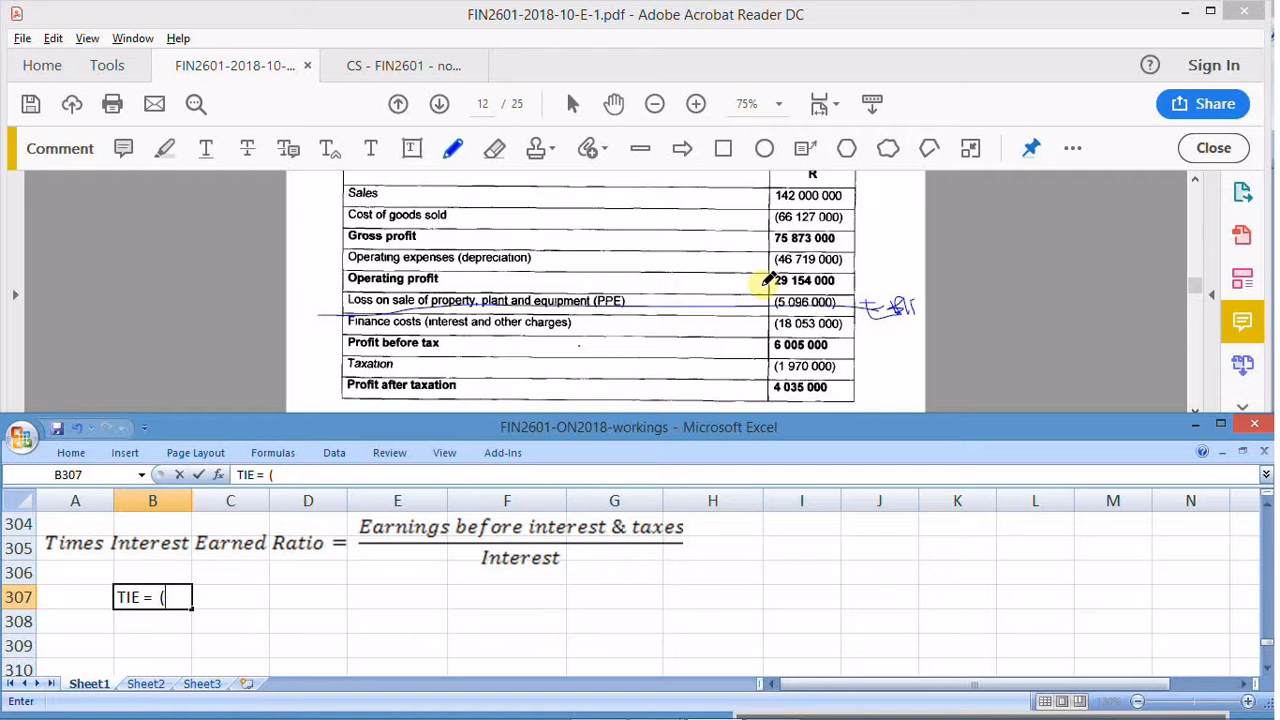 FIN2601-2018-10-E-1.pdf - Adobe Acrobat Reader DC
File Edit View Window Help
Home Tools FIN2601-2018-10-... × CS - FIN2601 - no... Sign In
12 / 25 75% Share
Comment Close
R
Sales 142 000 000
Cost of goods sold (66 127 000)
Gross profit 75 873 000
Operating expenses (depreciation) (46 719 000)
Operating profit 29 154 000
Loss on sale of property, plant and equipment (PPE) (5 096 000)
Finance costs (interest and other charges) (18 053 000)
Profit before tax 6 005 000
Taxation (1 970 000)
Profit after taxation 4 035 000
FIN2601-ON2018-workings - Microsoft Excel
Home Insert Page Layout Formulas Data Review View Add-Ins
B307 fx TIE = (
A B C D E F G H I J K L M N
304 Earnings before interest & taxes
305 Times Interest Earned Ratio =
Interest
306
307 TIE = (
308
309
310
Sheet1 Sheet2 Sheet3
Enter 130%